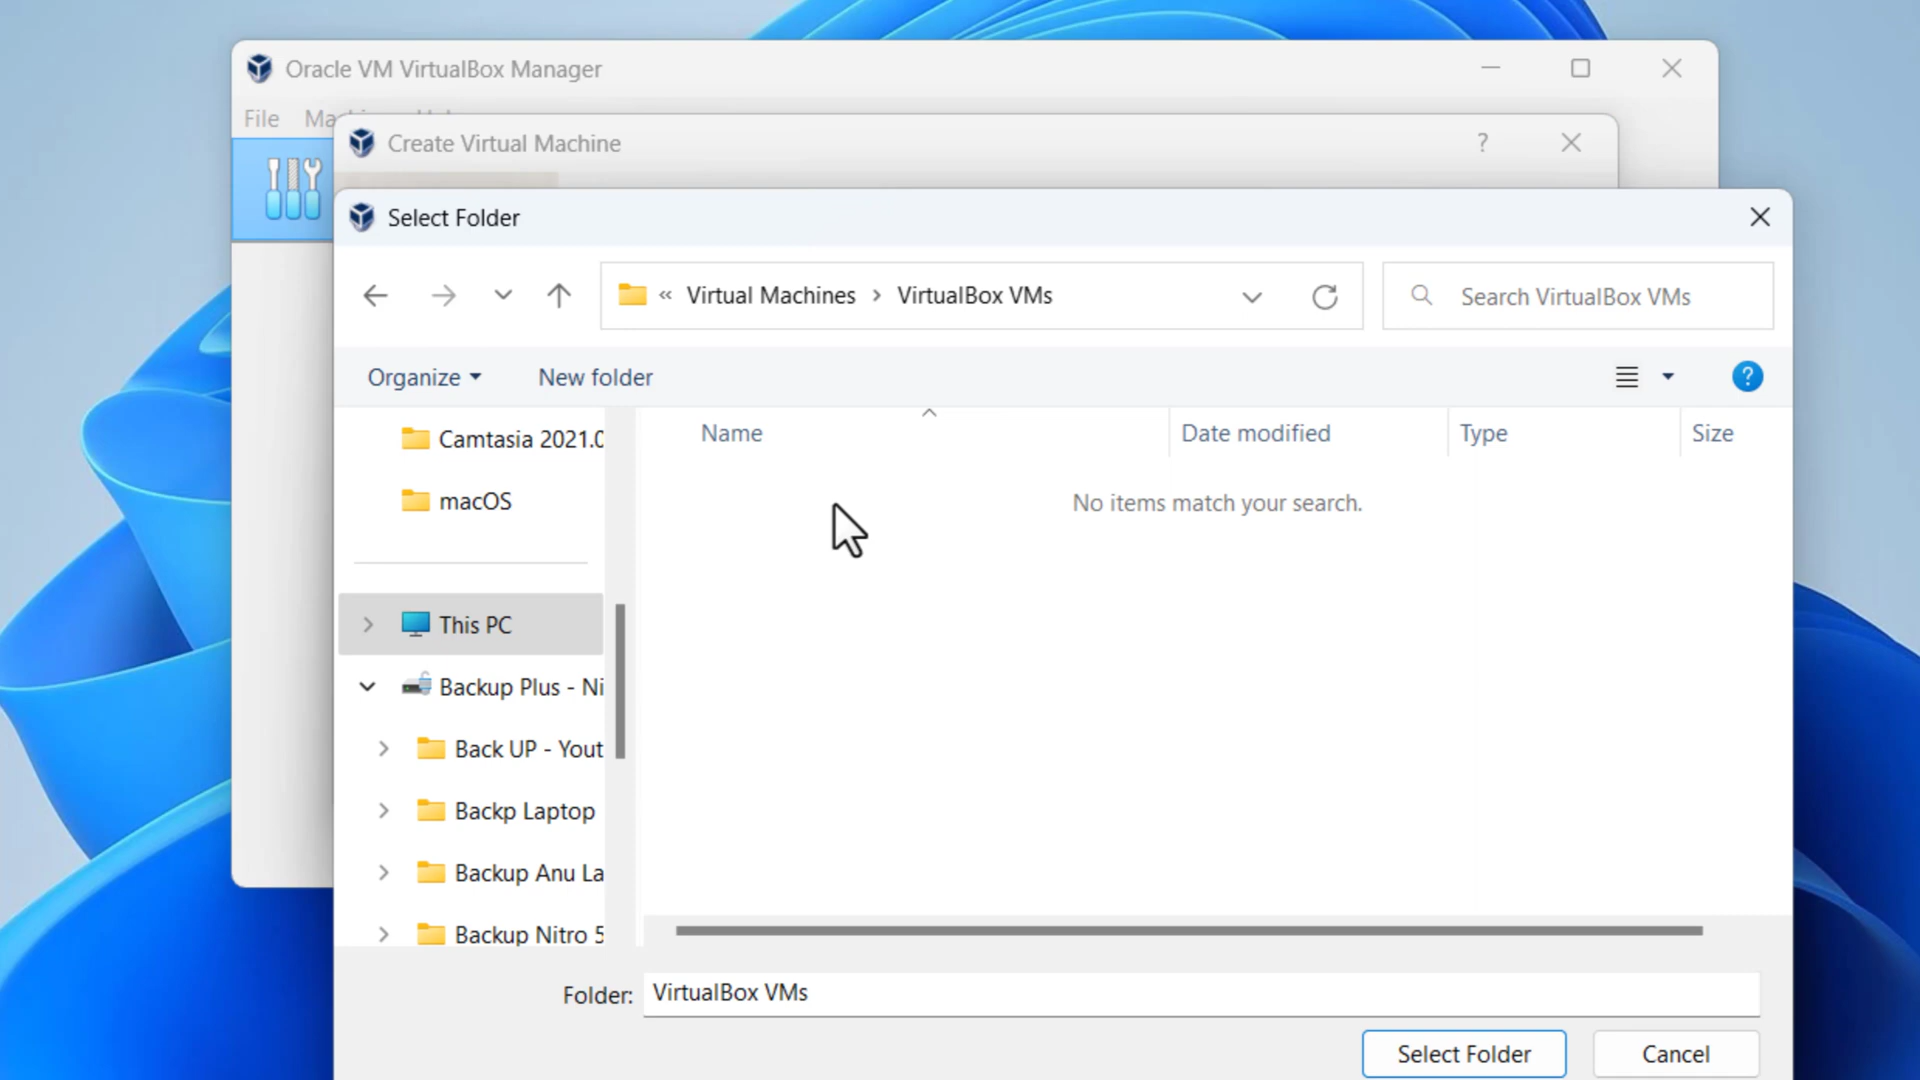 Oracle VM VirtualBox Manager
File
Create Virtual Machine
?
Select Folder
« Virtual Machines › VirtualBox VMs
Search VirtualBox VMs
Organize
New folder
?
Name
Date modified
Type
Size
Camtasia 2021.0
macOS
No items match your search.
This PC
Backup Plus - Ni
Back UP - Yout
Backp Laptop
Backup Anu La
Backup Nitro 5
Folder: VirtualBox VMs
Select Folder
Cancel